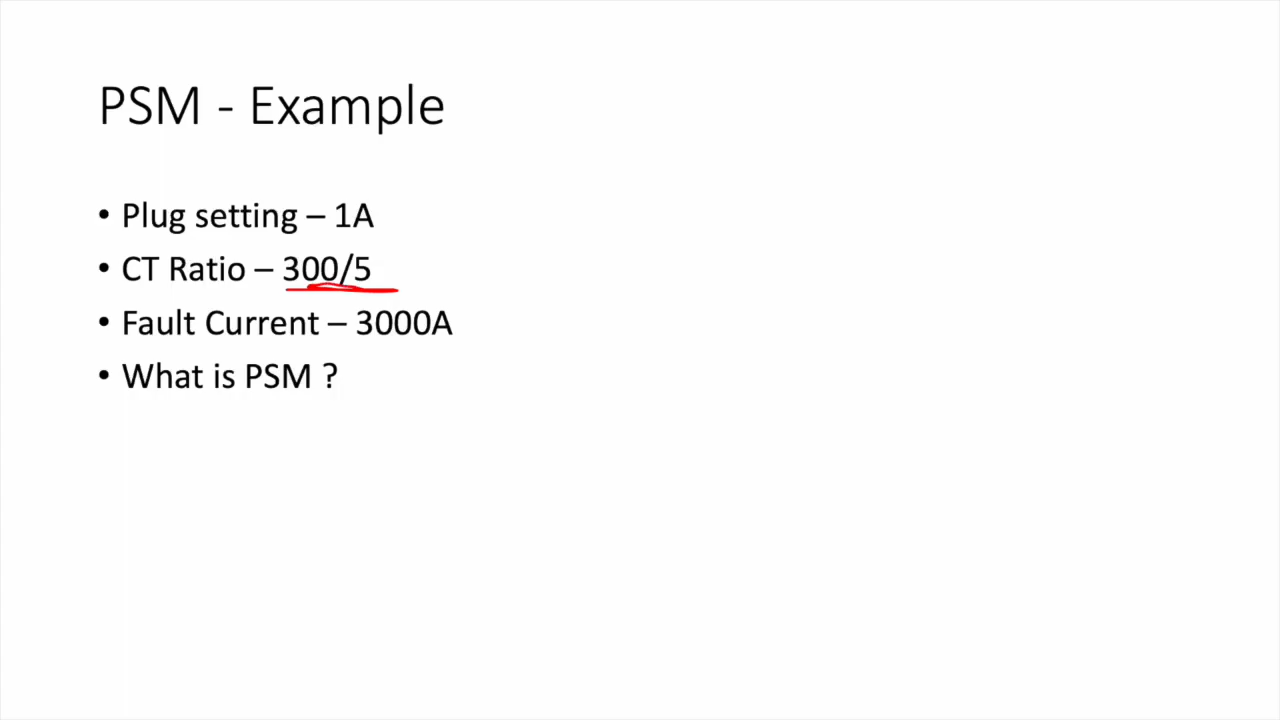 PSM - Example
• Plug setting – 1A
• CT Ratio – 300/5
• Fault Current – 3000A
• What is PSM ?